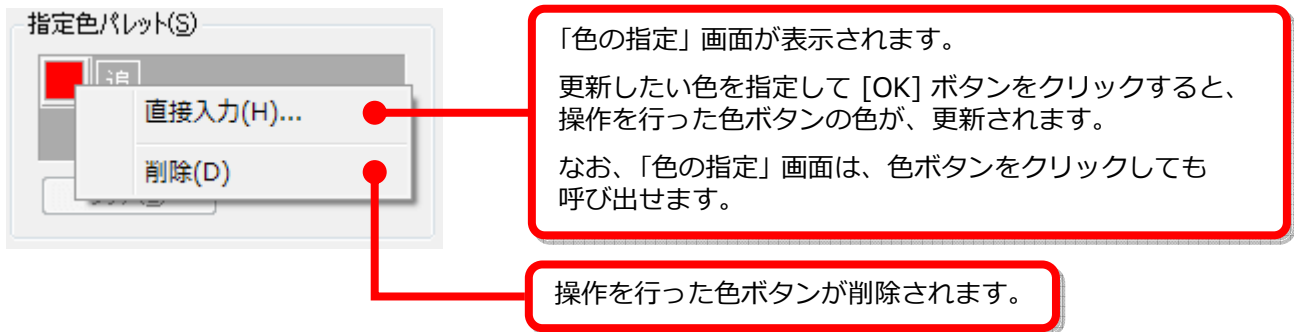 指定色パレット(S)
追
直接入力(H)...
削除(D)
「色の指定」画面が表示されます。
更新したい色を指定して [OK] ボタンをクリックすると、
操作を行った色ボタンの色が、更新されます。
なお、「色の指定」画面は、色ボタンをクリックしても
呼び出せます。
操作を行った色ボタンが削除されます。